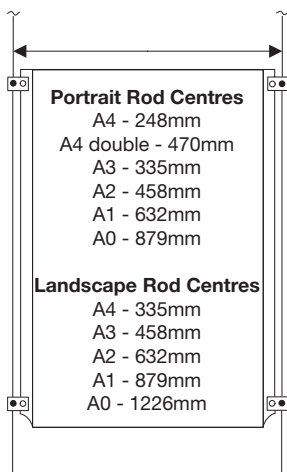 Portrait Rod Centres
A4 - 248mm
A4 double - 470mm
A3 - 335mm
A2 - 458mm
A1 - 632mm
A0 - 879mm
Landscape Rod Centres
A4 - 335mm
A3 - 458mm
A2 - 632mm
A1 - 879mm
A0 - 1226mm